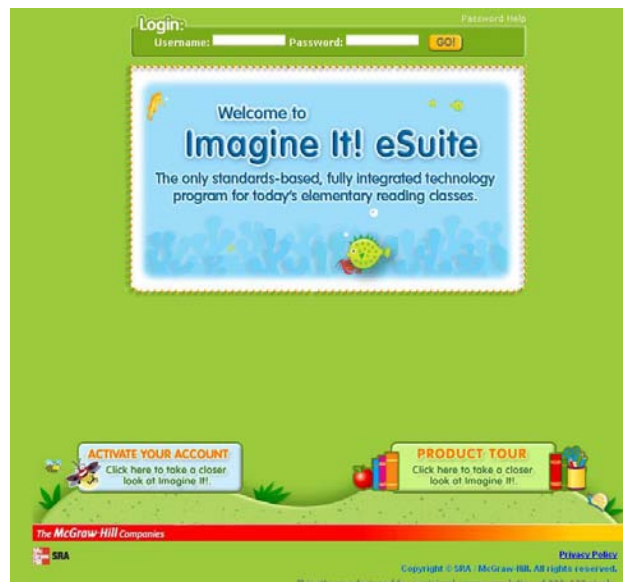 Login:
Password Help
Username:
Password:
GO!
Welcome to
Imagine It! eSuite
The only standards-based, fully integrated technology
program for today's elementary reading classes.
ACTIVATE YOUR ACCOUNT
Click here to take a closer
look at Imagine It!.
PRODUCT TOUR
Click here to take a closer
look at Imagine It!.
The McGraw-Hill Companies
SRA
Privacy Policy
Copyright © SRA / McGraw-Hill. All rights reserved.